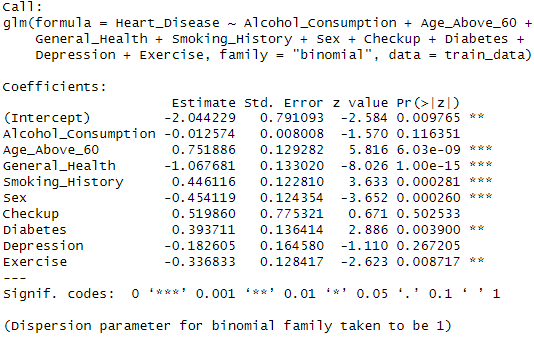 Call:
glm(formula = Heart_Disease ~ Alcohol_Consumption + Age_Above_60 +
    General_Health + Smoking_History + Sex + Checkup + Diabetes +
    Depression + Exercise, family = "binomial", data = train_data)
Coefficients:
                     Estimate Std. Error z value Pr(>|z|)
(Intercept)         -2.044229   0.791093  -2.584 0.009765 **
Alcohol_Consumption -0.012574   0.008008  -1.570 0.116351
Age_Above_60         0.751886   0.129282   5.816 6.03e-09 ***
General_Health      -1.067681   0.133020  -8.026 1.00e-15 ***
Smoking_History      0.446116   0.122810   3.633 0.000281 ***
Sex                 -0.454119   0.124354  -3.652 0.000260 ***
Checkup              0.519860   0.775321   0.671 0.502533
Diabetes             0.393711   0.136414   2.886 0.003900 **
Depression          -0.182605   0.164580  -1.110 0.267205
Exercise            -0.336833   0.128417  -2.623 0.008717 **
---
Signif. codes:  0 ‘***’ 0.001 ‘**’ 0.01 ‘*’ 0.05 ‘.’ 0.1 ‘ ’ 1
(Dispersion parameter for binomial family taken to be 1)